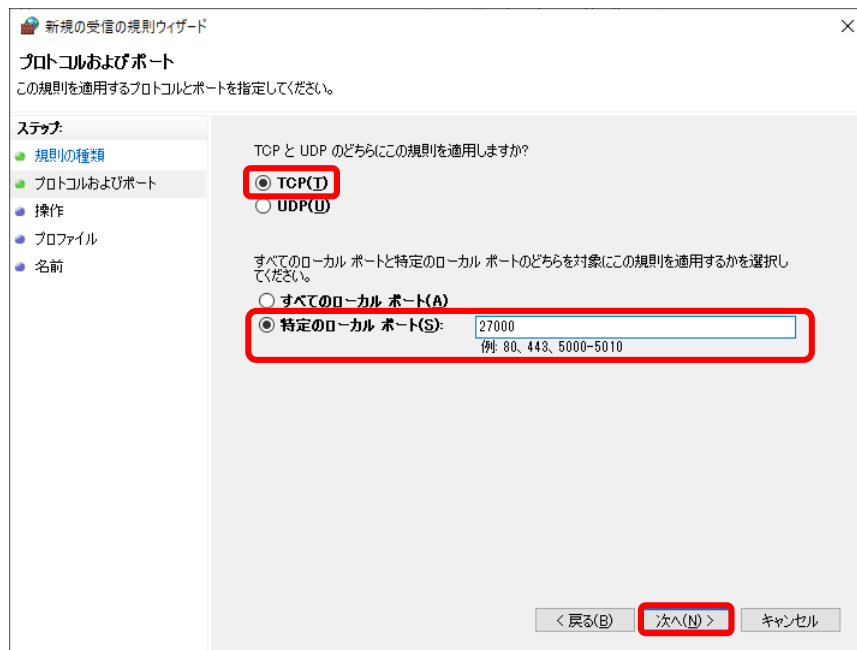 新規の受信の規則ウィザード
プロトコルおよびポート
この規則を適用するプロトコルとポートを指定してください。
ステップ:
規則の種類
プロトコルおよびポート
操作
プロファイル
名前
TCP と UDP のどちらにこの規則を適用しますか?
TCP(T)
UDP(U)
すべてのローカル ポートと特定のローカル ポートのどちらを対象にこの規則を適用するかを選択し
てください。
すべてのローカル ポート(A)
特定のローカル ポート(S):
27000
例: 80、443、5000-5010
< 戻る(B)
次へ(N) >
キャンセル